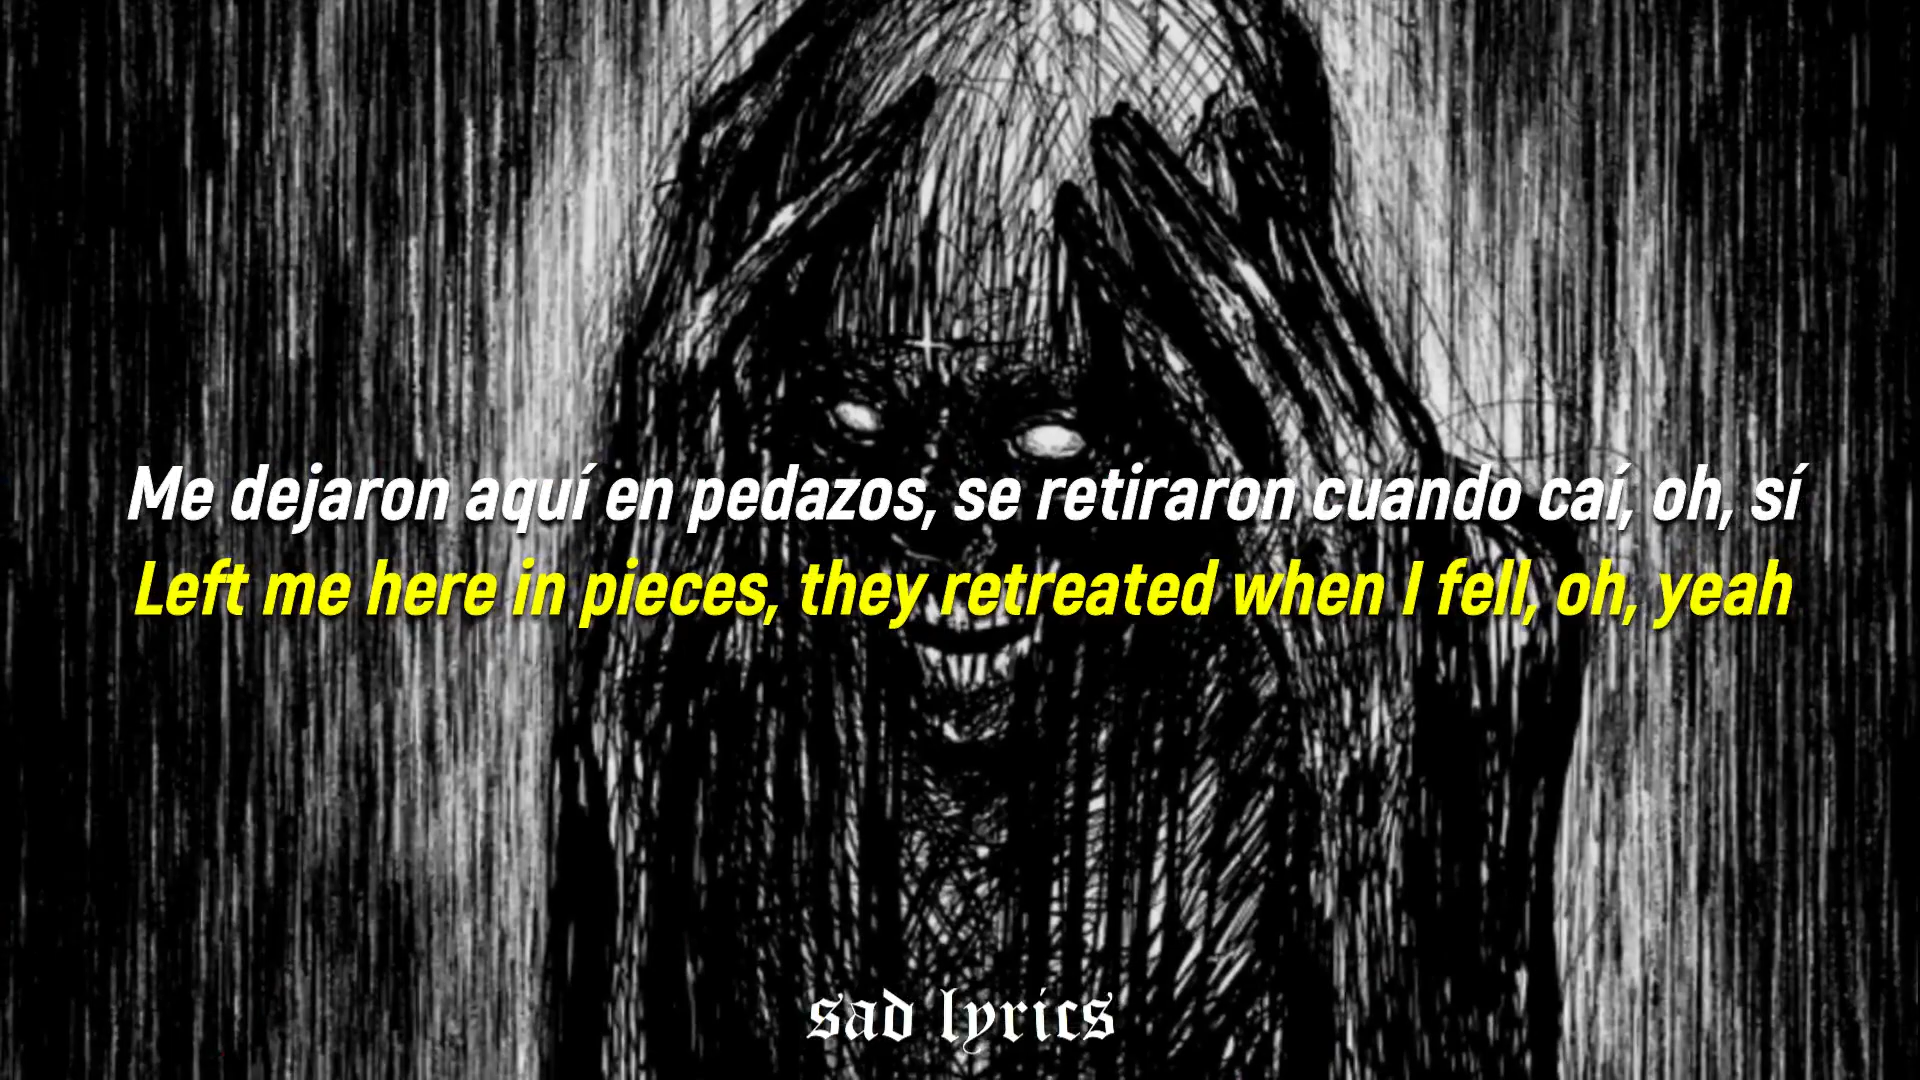 Me dejaron aquí en pedazos, se retiraron cuando caí, oh, sí
Left me here in pieces, they retreated when I fell, oh, yeah
sad lyrics